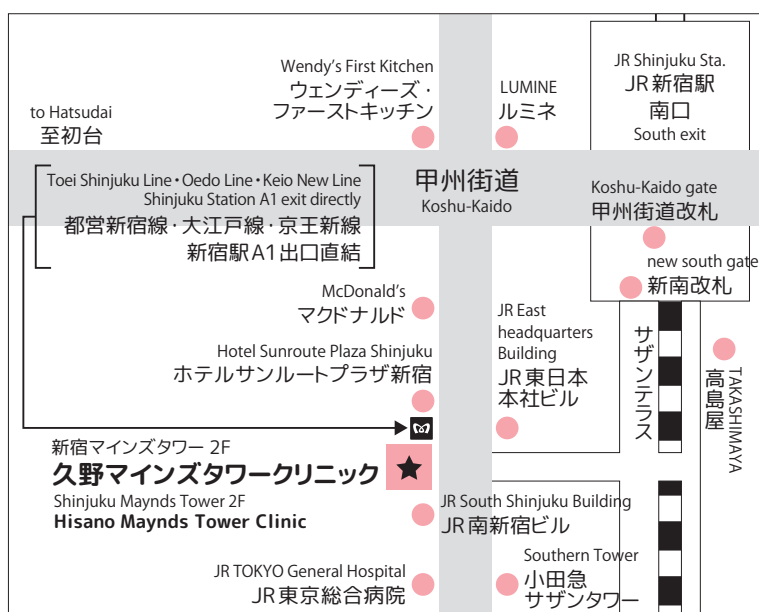 Wendy's First Kitchen
ウェンディーズ・
ファーストキッチン
LUMINE
ルミネ
JR Shinjuku Sta.
JR新宿駅
南口
South exit
to Hatsudai
至初台
Toei Shinjuku Line・Oedo Line・Keio New Line
Shinjuku Station A1 exit directly
都営新宿線・大江戸線・京王新線
新宿駅A1出口直結
甲州街道
Koshu-Kaido
Koshu-Kaido gate
甲州街道改札
new south gate
新南改札
McDonald's
マクドナルド
JR East
headquarters
Building
JR東日本
本社ビル
サザンテラス
TAKASHIMAYA
高島屋
Hotel Sunroute Plaza Shinjuku
ホテルサンルートプラザ新宿
新宿マインズタワー 2F
久野マインズタワークリニック
Shinjuku Maynds Tower 2F
Hisano Maynds Tower Clinic
JR South Shinjuku Building
JR南新宿ビル
JR TOKYO General Hospital
JR東京総合病院
Southern Tower
小田急
サザンタワー